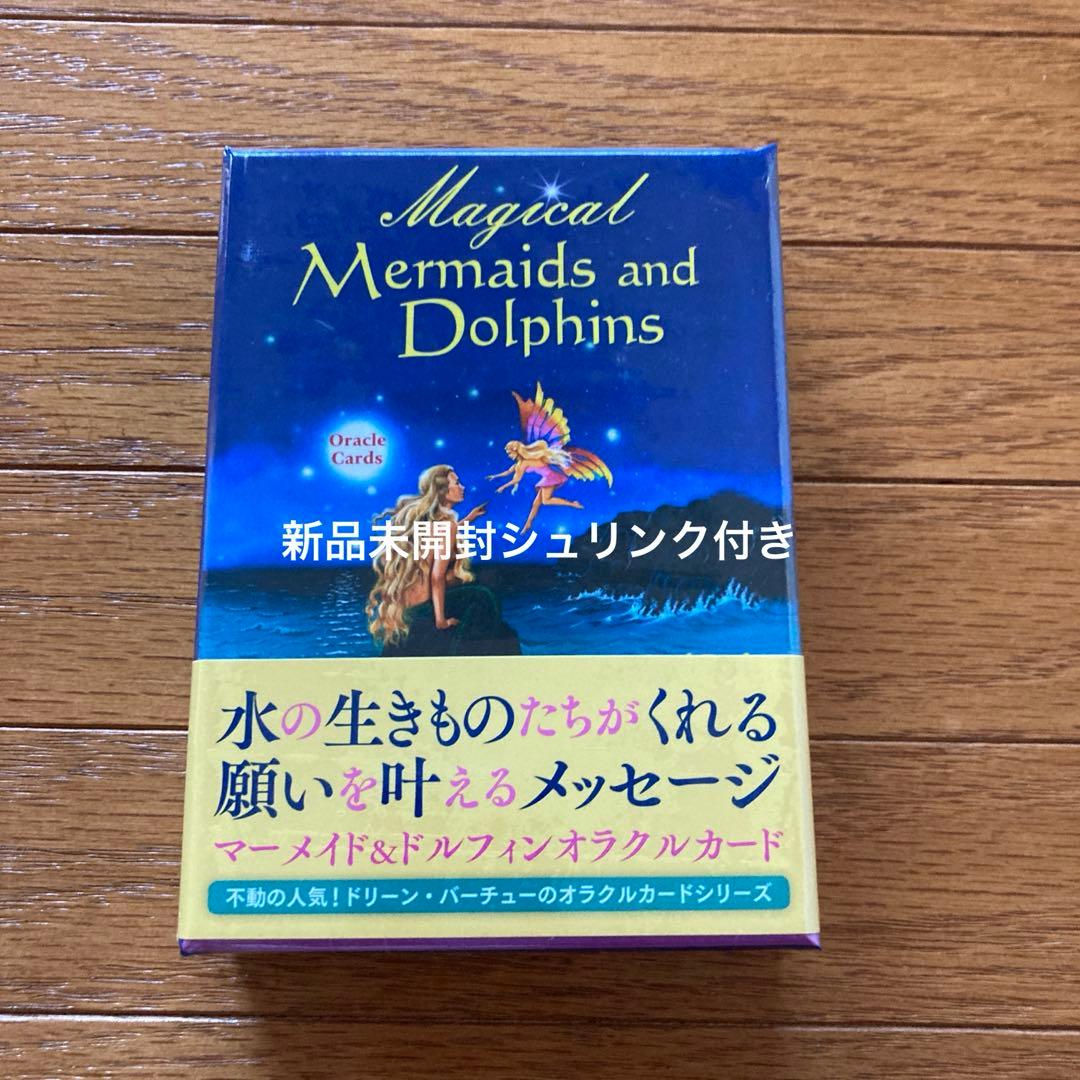 Magical
Mermaids and
Dolphins
Oracle
Cards
新品未開封シュリンク付き
水の生きものたちがくれる
願いを叶えるメッセージ
マーメイド&ドルフィンオラクルカード
不動の人気!ドリーン・バーチューのオラクルカードシリーズ